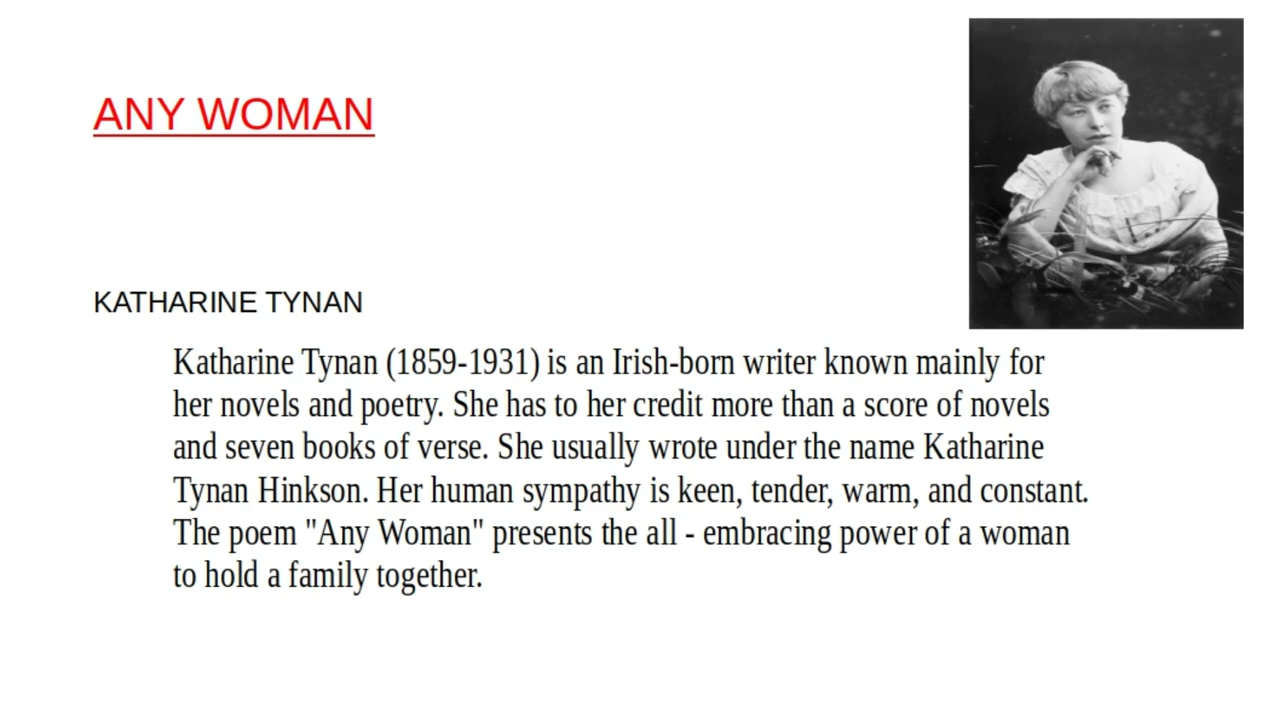 ANY WOMAN
KATHARINE TYNAN
Katharine Tynan (1859-1931) is an Irish-born writer known mainly for
her novels and poetry. She has to her credit more than a score of novels
and seven books of verse. She usually wrote under the name Katharine
Tynan Hinkson. Her human sympathy is keen, tender, warm, and constant.
The poem "Any Woman" presents the all - embracing power of a woman
to hold a family together.